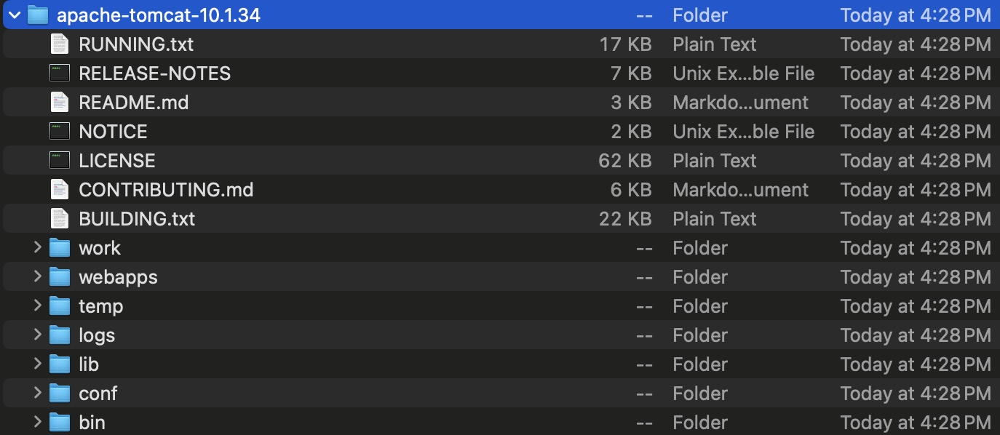 apache-tomcat-10.1.34 -- Folder Today at 4:28 PM
RUNNING.txt 17 KB Plain Text Today at 4:28 PM
RELEASE-NOTES 7 KB Unix Ex...ble File Today at 4:28 PM
README.md 3 KB Markdo...ument Today at 4:28 PM
NOTICE 2 KB Unix Ex...ble File Today at 4:28 PM
LICENSE 62 KB Plain Text Today at 4:28 PM
CONTRIBUTING.md 6 KB Markdo...ument Today at 4:28 PM
BUILDING.txt 22 KB Plain Text Today at 4:28 PM
work -- Folder Today at 4:28 PM
webapps -- Folder Today at 4:28 PM
temp -- Folder Today at 4:28 PM
logs -- Folder Today at 4:28 PM
lib -- Folder Today at 4:28 PM
conf -- Folder Today at 4:28 PM
bin -- Folder Today at 4:28 PM